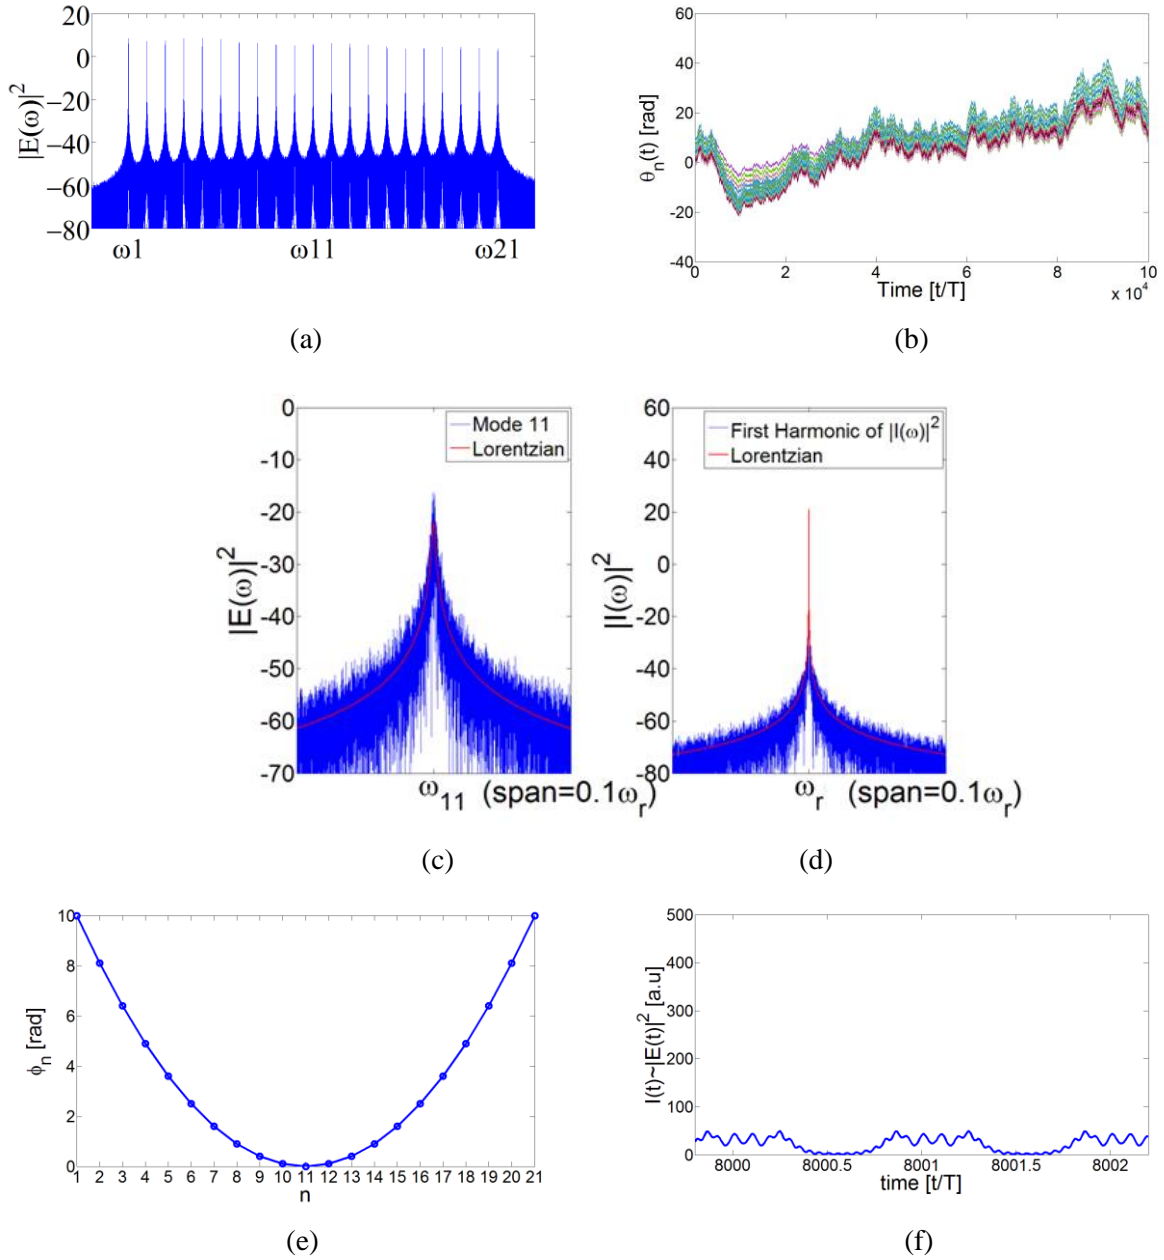 20
0
−20
−40
−60
−80
|E(ω)|²
ω1 ω11 ω21
(a)
60
40
20
0
-20
-40
θn(t) [rad]
0 2 4 6 8 10
Time [t/T] x 10⁴
(b)
0
-10
-20
-30
-40
-50
-60
-70
|E(ω)|²
Mode 11
Lorentzian
ω11 (span=0.1ωr)
(c)
60
40
20
0
-20
-40
-60
-80
|I(ω)|²
First Harmonic of |I(ω)|²
Lorentzian
ωr (span=0.1ωr)
(d)
10
8
6
4
2
0
ϕn [rad]
1 2 3 4 5 6 7 8 9 10 11 12 13 14 15 16 17 18 19 20 21
n
(e)
500
400
300
200
100
0
I(t)~|E(t)|² [a.u]
8000 8000.5 8001 8001.5 8002
time [t/T]
(f)